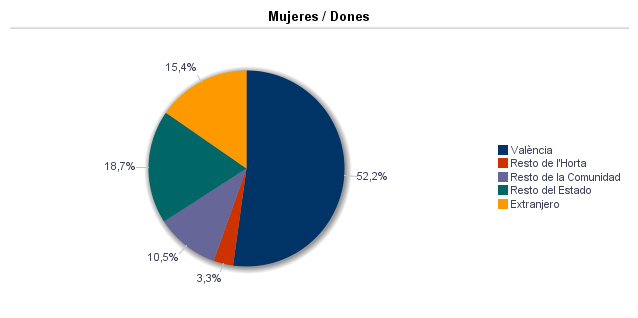 Mujeres / Dones
15,4%
18,7%
52,2%
10,5%
3,3%
València
Resto de l'Horta
Resto de la Comunidad
Resto del Estado
Extranjero